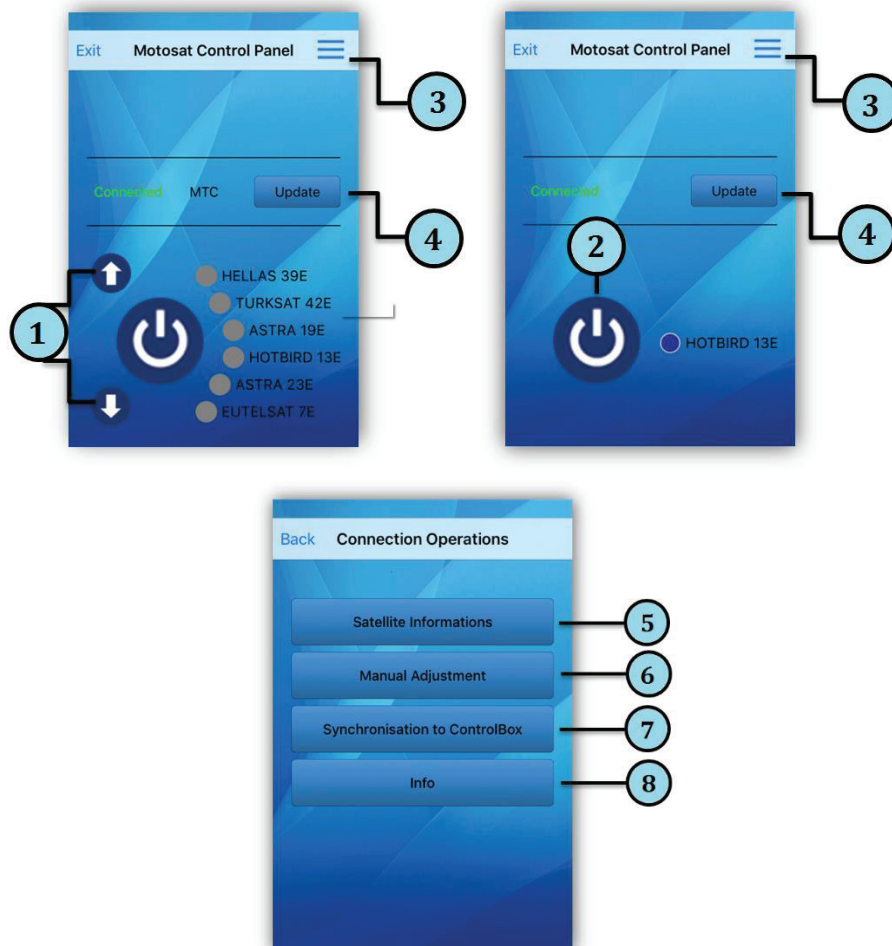 Exit Motosat Control Panel
3
Connected MTC Update
4
1
HELLAS 39E
TURKSAT 42E
ASTRA 19E
HOTBIRD 13E
ASTRA 23E
EUTELSAT 7E
Exit Motosat Control Panel
3
Connected Update
4
2
HOTBIRD 13E
Back Connection Operations
Satellite Informations 5
Manual Adjustment 6
Synchronisation to ControlBox 7
Info 8